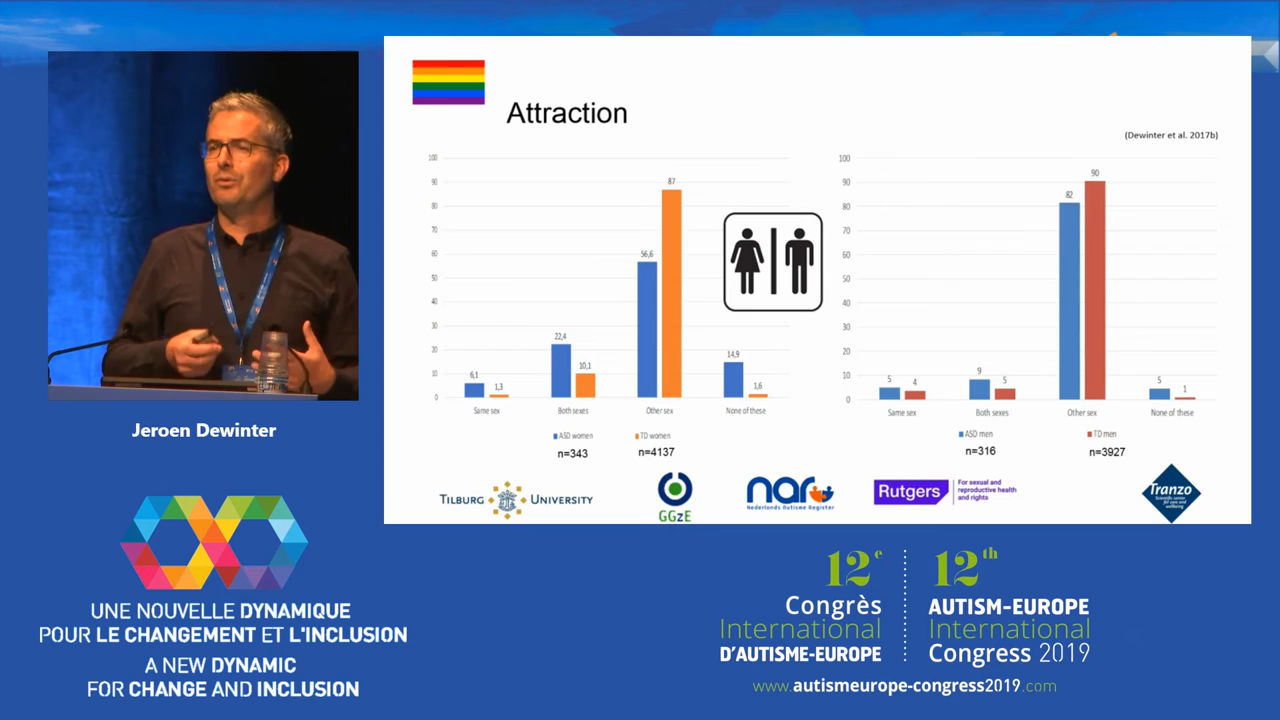 Attraction
(Dewinter et al. 2017b)
100
90
80
70
60
50
40
30
20
10
0
6,1
1,3
22,4
10,1
56,6
87
14,9
1,6
Same sex
Both sexes
Other sex
None of these
ASD women
TD women
n=343
n=4137
100
90
80
70
60
50
40
30
20
10
0
5
4
9
5
82
90
5
1
Same sex
Both sexes
Other sex
None of these
ASD men
TD men
n=316
n=3927
TILBURG UNIVERSITY
GGzE
nar
Nederlands Autisme Register
Rutgers
For sexual and
reproductive health
and rights
Tranzo
Scientific center
for care and
wellbeing
Jeroen Dewinter
UNE NOUVELLE DYNAMIQUE
POUR LE CHANGEMENT ET L'INCLUSION
A NEW DYNAMIC
FOR CHANGE AND INCLUSION
12e
Congrès
International
D'AUTISME-EUROPE
12th
AUTISM-EUROPE
International
Congress 2019
www.autismeurope-congress2019.com